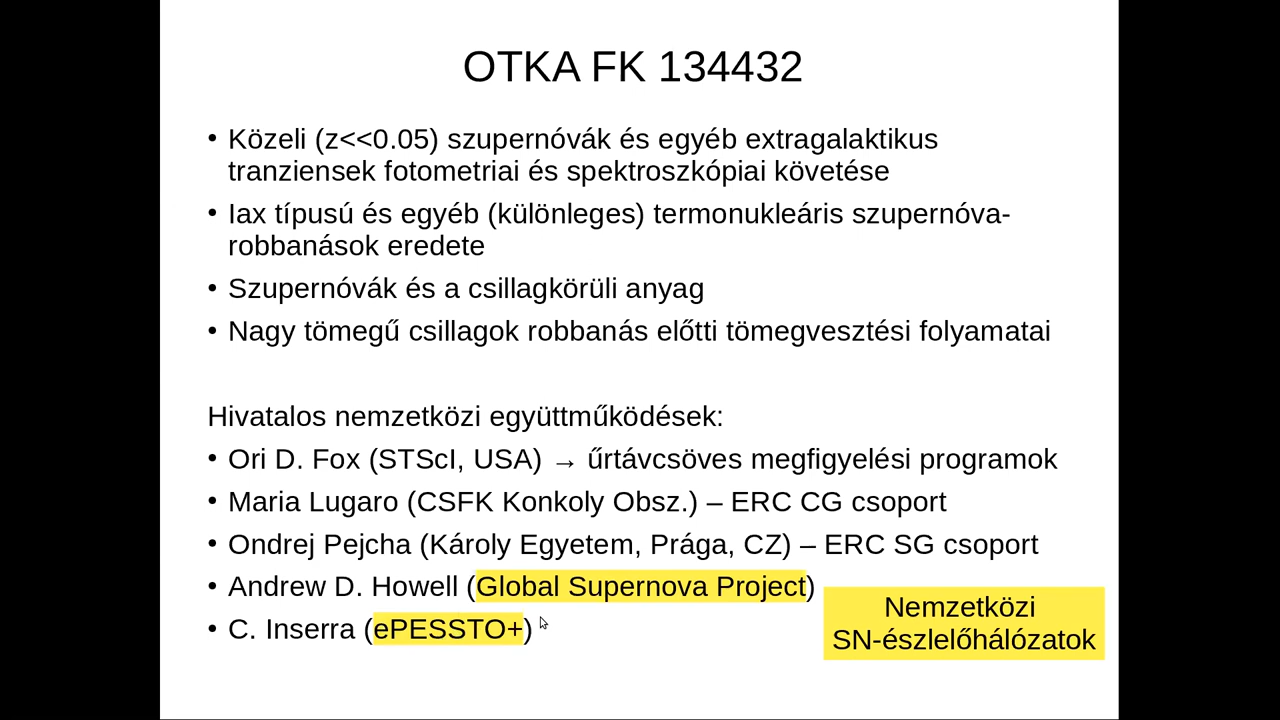 OTKA FK 134432
• Közeli (z<<0.05) szupernóvák és egyéb extragalaktikus
tranziensek fotometriai és spektroszkópiai követése
• Iax típusú és egyéb (különleges) termonukleáris szupernóva-
robbanások eredete
• Szupernóvák és a csillagkörüli anyag
• Nagy tömegű csillagok robbanás előtti tömegvesztési folyamatai
Hivatalos nemzetközi együttműködések:
• Ori D. Fox (STScI, USA) → űrtávcsöves megfigyelési programok
• Maria Lugaro (CSFK Konkoly Obsz.) – ERC CG csoport
• Ondrej Pejcha (Károly Egyetem, Prága, CZ) – ERC SG csoport
• Andrew D. Howell (Global Supernova Project)
• C. Inserra (ePESSTO+)
Nemzetközi
SN-észlelőhálózatok